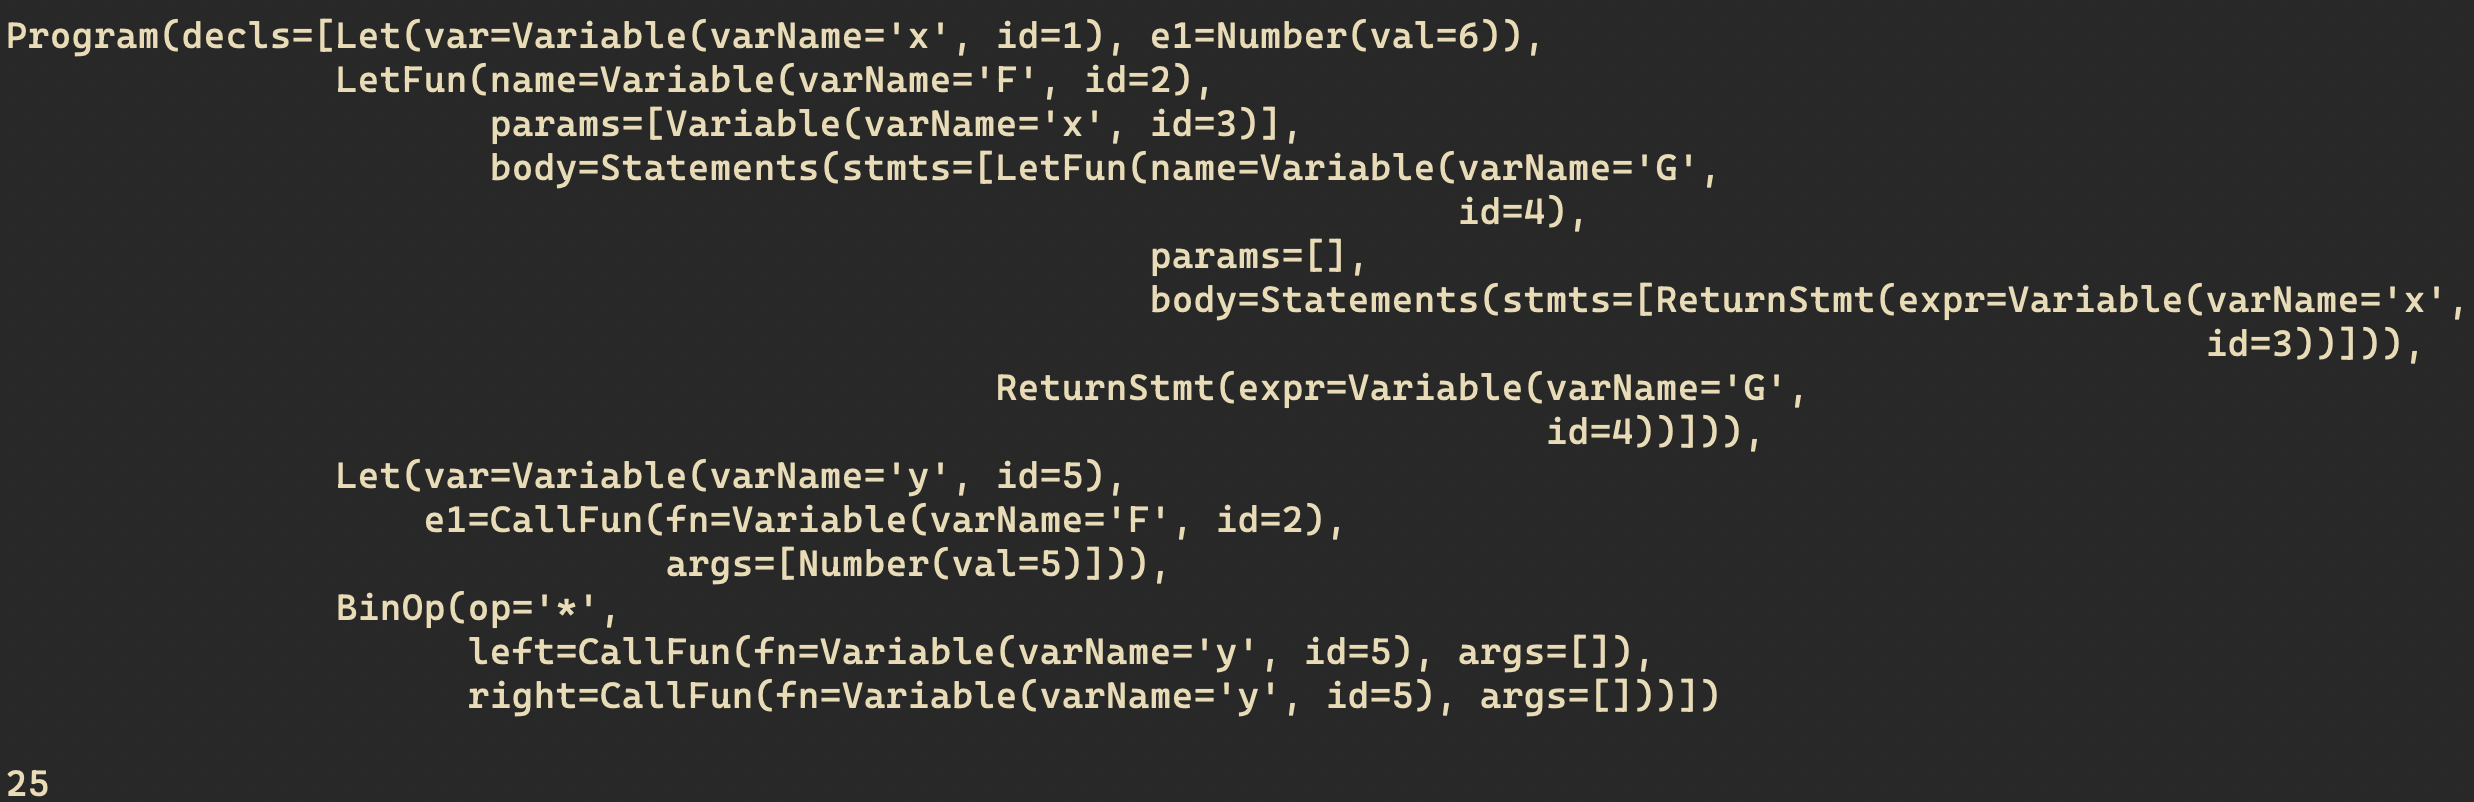 Program(decls=[Let(var=Variable(varName='x', id=1), e1=Number(val=6)),
               LetFun(name=Variable(varName='F', id=2),
                      params=[Variable(varName='x', id=3)],
                      body=Statements(stmts=[LetFun(name=Variable(varName='G',
                                                                  id=4),
                                                    params=[],
                                                    body=Statements(stmts=[ReturnStmt(expr=Variable(varName='x',
                                                                                                    id=3))])),
                                             ReturnStmt(expr=Variable(varName='G',
                                                                      id=4))])),
               Let(var=Variable(varName='y', id=5),
                   e1=CallFun(fn=Variable(varName='F', id=2),
                              args=[Number(val=5)])),
               BinOp(op='*',
                     left=CallFun(fn=Variable(varName='y', id=5), args=[]),
                     right=CallFun(fn=Variable(varName='y', id=5), args=[]))])
25